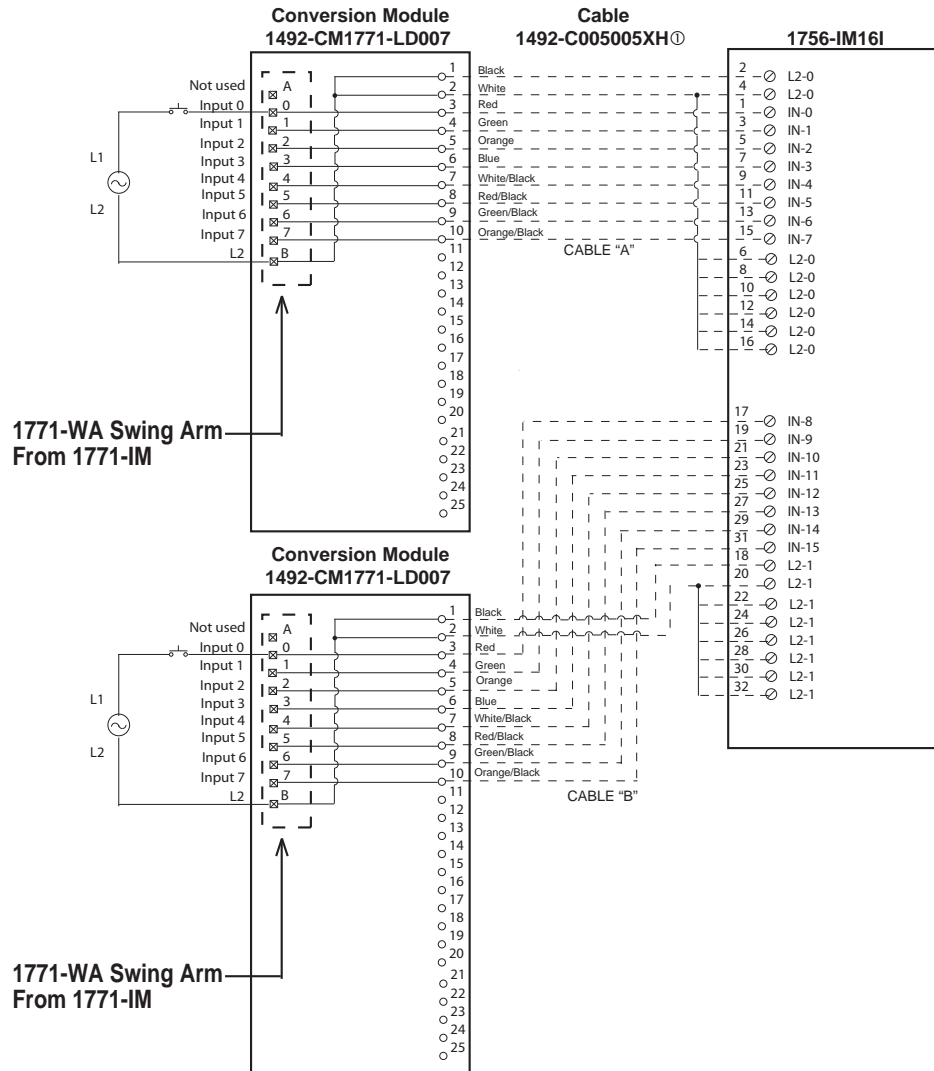 Conversion Module
1492-CM1771-LD007
Cable
1492-C005005XH①
1756-IM16I
Not used
A
Input 0
0
Input 1
1
Input 2
2
Input 3
3
Input 4
4
Input 5
5
Input 6
6
Input 7
7
L2
B
L1
L2
1
2
3
4
5
6
7
8
9
10
11
12
13
14
15
16
17
18
19
20
21
22
23
24
25
Black
White
Red
Green
Orange
Blue
White/Black
Red/Black
Green/Black
Orange/Black
CABLE “A”
2 L2-0
4 L2-0
1 IN-0
3 IN-1
5 IN-2
7 IN-3
9 IN-4
11 IN-5
13 IN-6
15 IN-7
6 L2-0
8 L2-0
10 L2-0
12 L2-0
14 L2-0
16 L2-0
17 IN-8
19 IN-9
21 IN-10
23 IN-11
25 IN-12
27 IN-13
29 IN-14
31 IN-15
18 L2-1
20 L2-1
22 L2-1
24 L2-1
26 L2-1
28 L2-1
30 L2-1
32 L2-1
1771-WA Swing Arm
From 1771-IM
Conversion Module
1492-CM1771-LD007
Not used
A
Input 0
0
Input 1
1
Input 2
2
Input 3
3
Input 4
4
Input 5
5
Input 6
6
Input 7
7
L2
B
L1
L2
1
2
3
4
5
6
7
8
9
10
11
12
13
14
15
16
17
18
19
20
21
22
23
24
25
Black
White
Red
Green
Orange
Blue
White/Black
Red/Black
Green/Black
Orange/Black
CABLE “B”
1771-WA Swing Arm
From 1771-IM